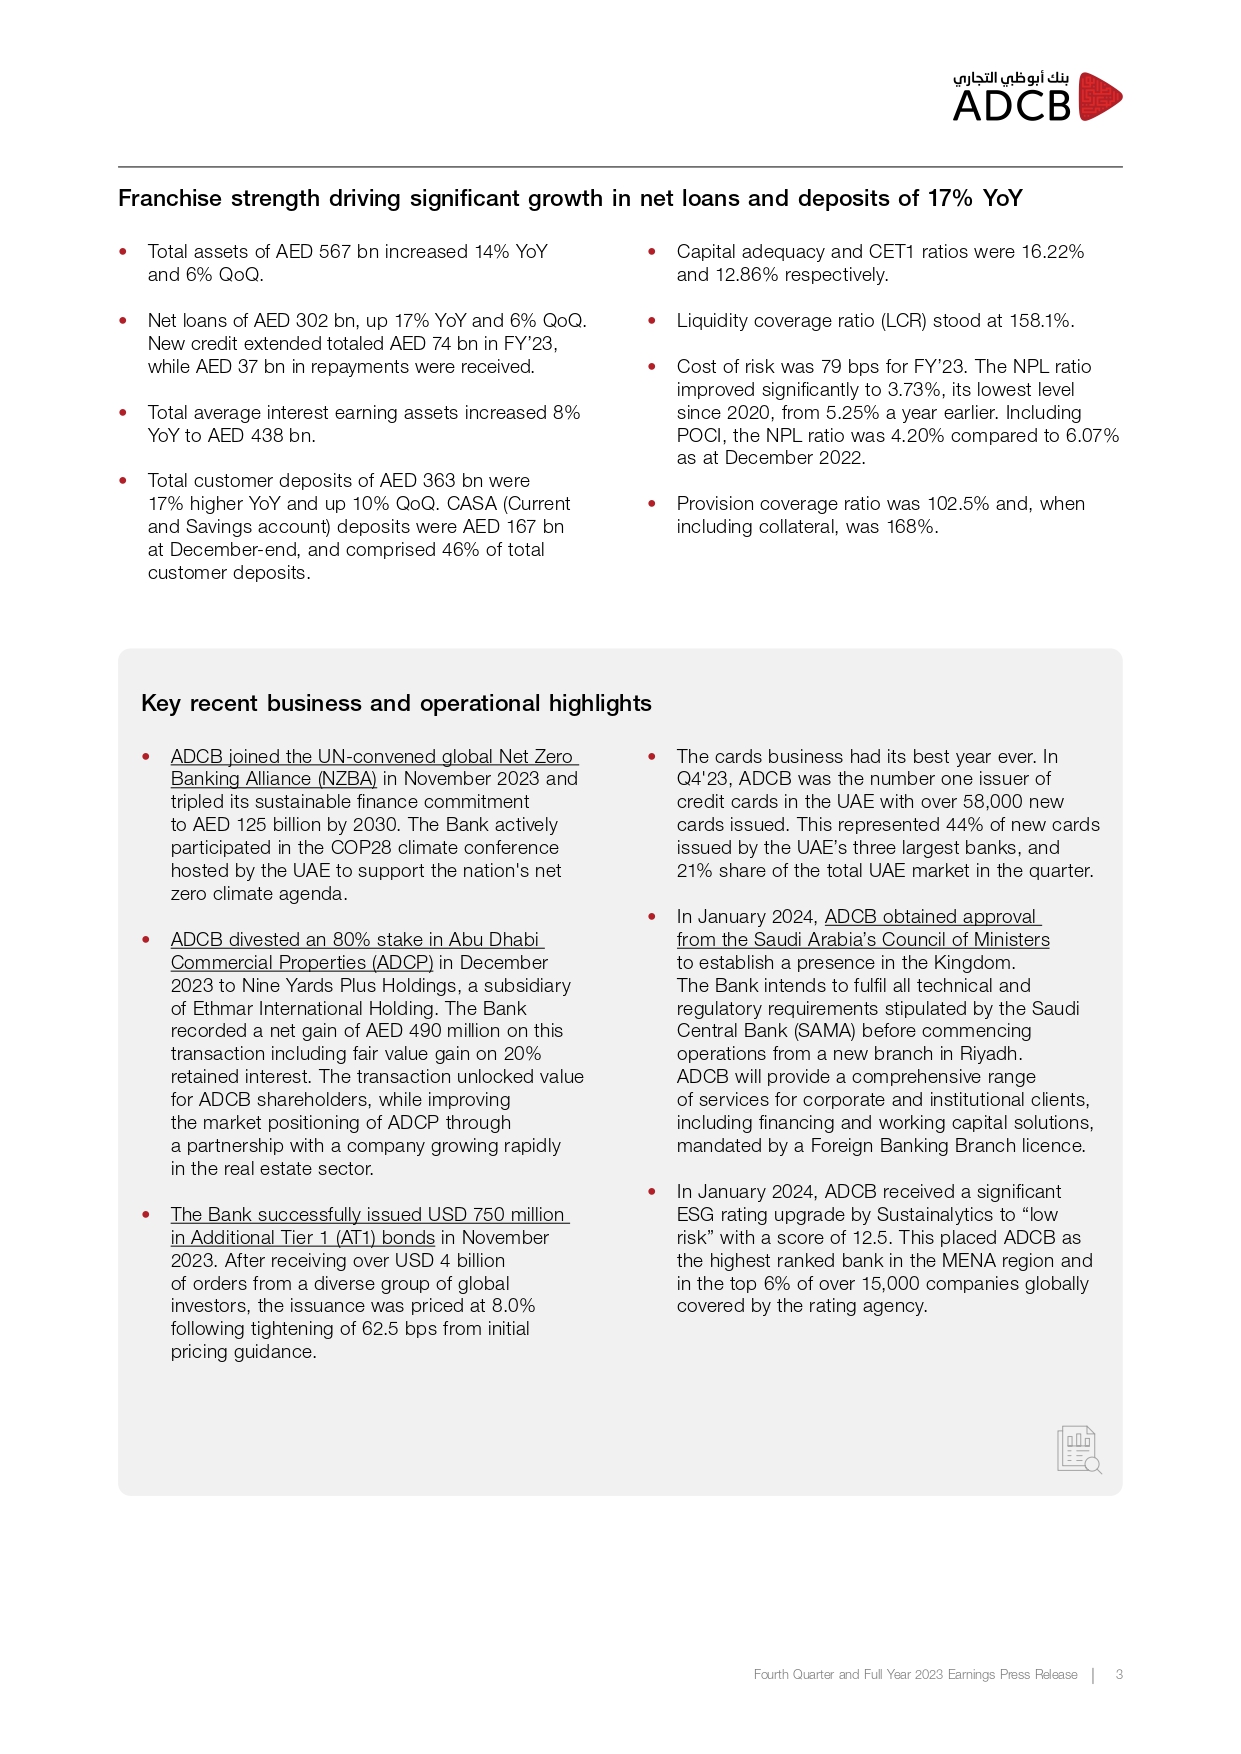 بنك أبوظبي التجاري
ADCB
Franchise strength driving significant growth in net loans and deposits of 17% YoY
• Total assets of AED 567 bn increased 14% YoY
and 6% QoQ.
• Net loans of AED 302 bn, up 17% YoY and 6% QoQ.
New credit extended totaled AED 74 bn in FY’23,
while AED 37 bn in repayments were received.
• Total average interest earning assets increased 8%
YoY to AED 438 bn.
• Total customer deposits of AED 363 bn were
17% higher YoY and up 10% QoQ. CASA (Current
and Savings account) deposits were AED 167 bn
at December-end, and comprised 46% of total
customer deposits.
• Capital adequacy and CET1 ratios were 16.22%
and 12.86% respectively.
• Liquidity coverage ratio (LCR) stood at 158.1%.
• Cost of risk was 79 bps for FY’23. The NPL ratio
improved significantly to 3.73%, its lowest level
since 2020, from 5.25% a year earlier. Including
POCI, the NPL ratio was 4.20% compared to 6.07%
as at December 2022.
• Provision coverage ratio was 102.5% and, when
including collateral, was 168%.
Key recent business and operational highlights
• ADCB joined the UN-convened global Net Zero
Banking Alliance (NZBA) in November 2023 and
tripled its sustainable finance commitment
to AED 125 billion by 2030. The Bank actively
participated in the COP28 climate conference
hosted by the UAE to support the nation's net
zero climate agenda.
• ADCB divested an 80% stake in Abu Dhabi
Commercial Properties (ADCP) in December
2023 to Nine Yards Plus Holdings, a subsidiary
of Ethmar International Holding. The Bank
recorded a net gain of AED 490 million on this
transaction including fair value gain on 20%
retained interest. The transaction unlocked value
for ADCB shareholders, while improving
the market positioning of ADCP through
a partnership with a company growing rapidly
in the real estate sector.
• The Bank successfully issued USD 750 million
in Additional Tier 1 (AT1) bonds in November
2023. After receiving over USD 4 billion
of orders from a diverse group of global
investors, the issuance was priced at 8.0%
following tightening of 62.5 bps from initial
pricing guidance.
• The cards business had its best year ever. In
Q4'23, ADCB was the number one issuer of
credit cards in the UAE with over 58,000 new
cards issued. This represented 44% of new cards
issued by the UAE’s three largest banks, and
21% share of the total UAE market in the quarter.
• In January 2024, ADCB obtained approval
from the Saudi Arabia’s Council of Ministers
to establish a presence in the Kingdom.
The Bank intends to fulfil all technical and
regulatory requirements stipulated by the Saudi
Central Bank (SAMA) before commencing
operations from a new branch in Riyadh.
ADCB will provide a comprehensive range
of services for corporate and institutional clients,
including financing and working capital solutions,
mandated by a Foreign Banking Branch licence.
• In January 2024, ADCB received a significant
ESG rating upgrade by Sustainalytics to “low
risk” with a score of 12.5. This placed ADCB as
the highest ranked bank in the MENA region and
in the top 6% of over 15,000 companies globally
covered by the rating agency.
Fourth Quarter and Full Year 2023 Earnings Press Release | 3